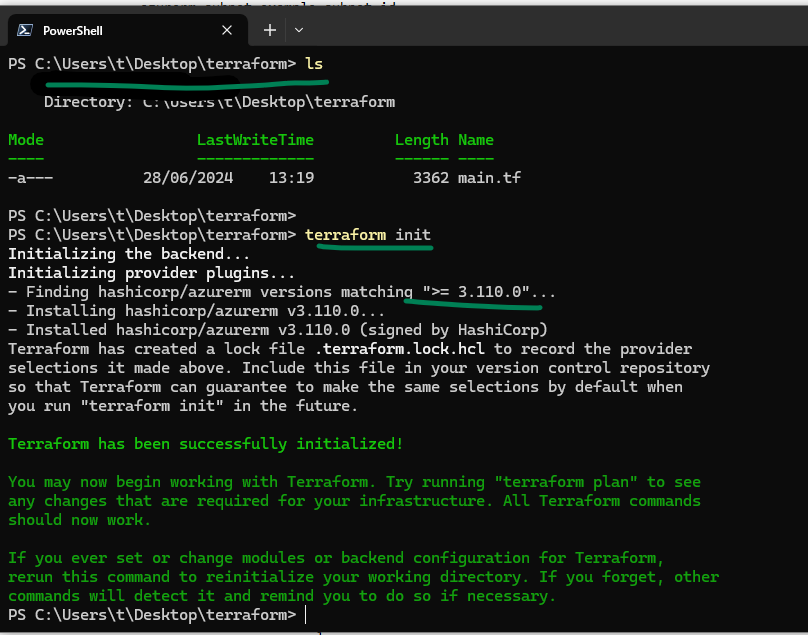 PowerShell
PS C:\Users\t\Desktop\terraform> ls
Directory: C:\Users\t\Desktop\terraform
Mode LastWriteTime Length Name
---- ------------- ------ ----
-a--- 28/06/2024 13:19 3362 main.tf
PS C:\Users\t\Desktop\terraform>
PS C:\Users\t\Desktop\terraform> terraform init
Initializing the backend...
Initializing provider plugins...
- Finding hashicorp/azurerm versions matching ">= 3.110.0"...
- Installing hashicorp/azurerm v3.110.0...
- Installed hashicorp/azurerm v3.110.0 (signed by HashiCorp)
Terraform has created a lock file .terraform.lock.hcl to record the provider
selections it made above. Include this file in your version control repository
so that Terraform can guarantee to make the same selections by default when
you run "terraform init" in the future.
Terraform has been successfully initialized!
You may now begin working with Terraform. Try running "terraform plan" to see
any changes that are required for your infrastructure. All Terraform commands
should now work.
If you ever set or change modules or backend configuration for Terraform,
rerun this command to reinitialize your working directory. If you forget, other
commands will detect it and remind you to do so if necessary.
PS C:\Users\t\Desktop\terraform>